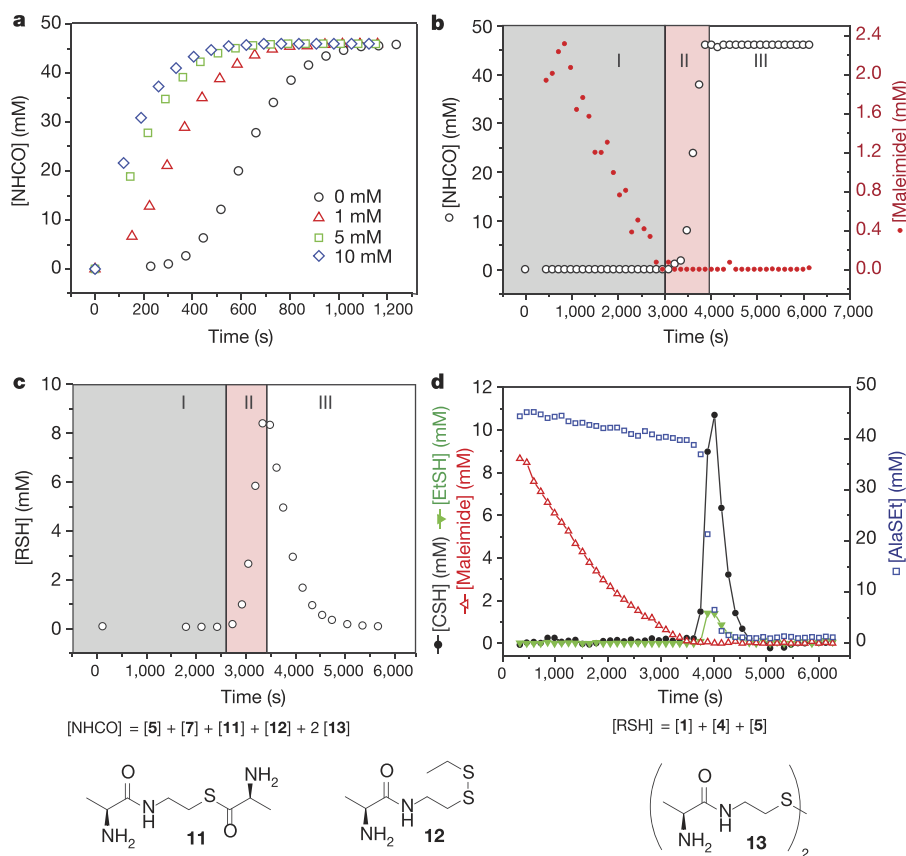 a
[NHCO] (mM)
50
40
30
20
10
0
0 mM
1 mM
5 mM
10 mM
0 200 400 600 800 1,000 1,200
Time (s)
b
[NHCO] (mM)
50
40
30
20
10
0
I II III
2.4
2.0
1.6
1.2
0.8
0.4
0.0
[Maleimide] (mM)
0 1,000 2,000 3,000 4,000 5,000 6,000 7,000
Time (s)
c
[RSH] (mM)
10
8
6
4
2
0
I II III
0 1,000 2,000 3,000 4,000 5,000 6,000
Time (s)
d
[CSH] (mM)
[EtSH] (mM)
[Maleimide] (mM)
12
10
8
6
4
2
0
50
40
30
20
10
0
[AlaSEt] (mM)
0 1,000 2,000 3,000 4,000 5,000 6,000
Time (s)
[NHCO] = [5] + [7] + [11] + [12] + 2 [13]
[RSH] = [1] + [4] + [5]
O
NH2
N
H
S
O
NH2
11
O
NH2
N
H
S
S
12
O
NH2
N
H
S
2
13